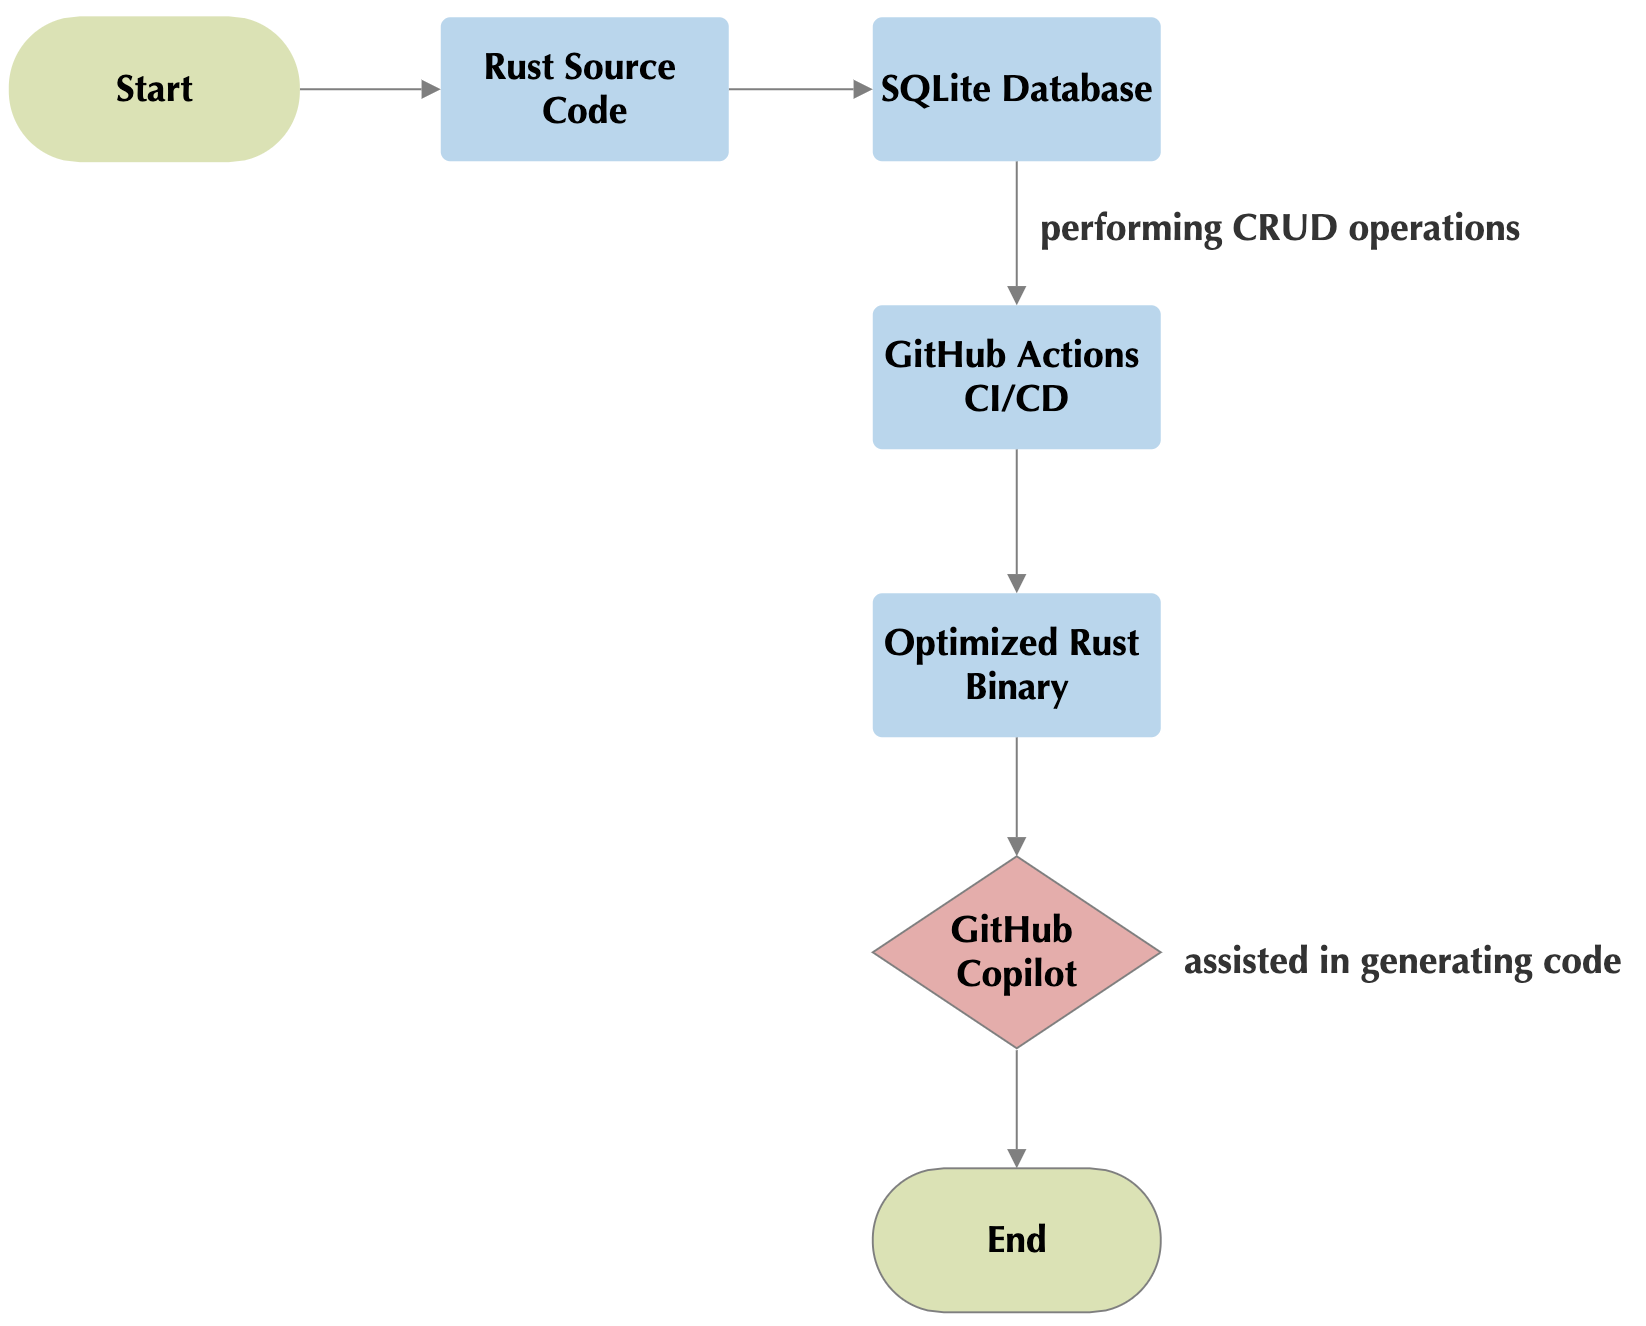 Start
Rust Source
Code
SQLite Database
performing CRUD operations
GitHub Actions
CI/CD
Optimized Rust
Binary
GitHub
Copilot
assisted in generating code
End